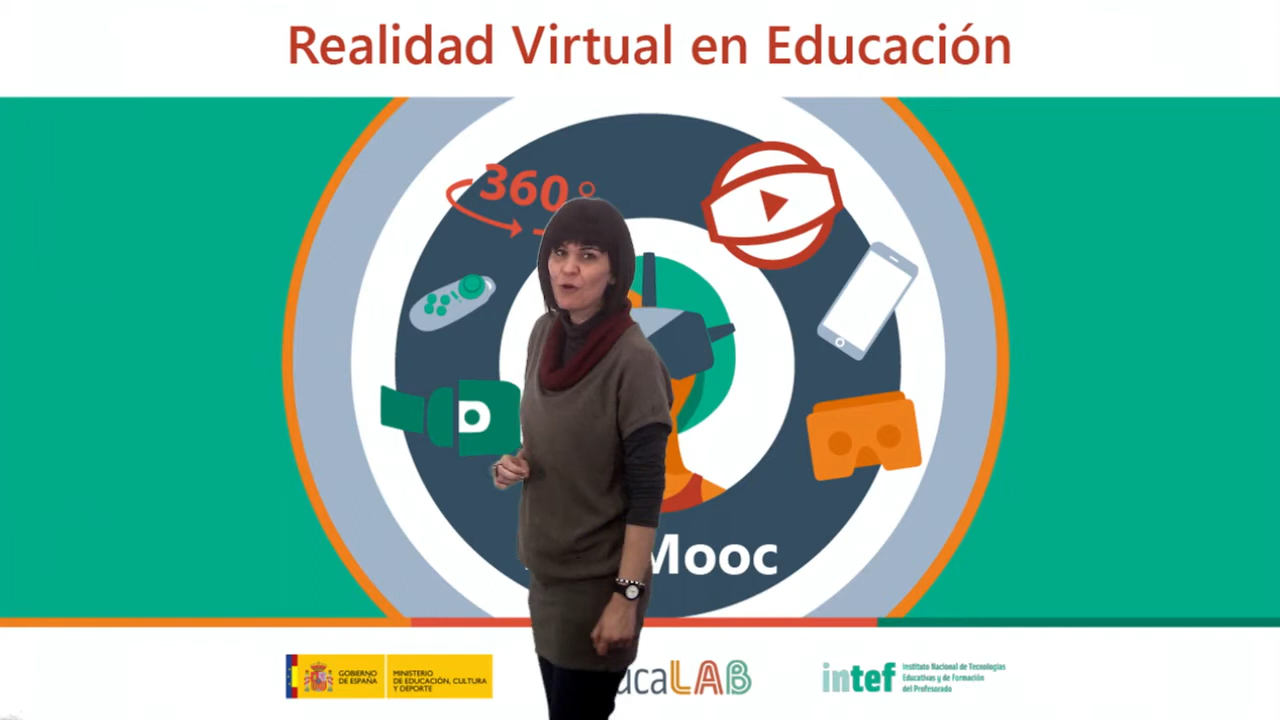 Realidad Virtual en Educación
360°
Mooc
GOBIERNO
DE ESPAÑA
MINISTERIO
DE EDUCACIÓN, CULTURA
Y DEPORTE
ucaLAB
intef
Instituto Nacional de Tecnologías
Educativas y de Formación
del Profesorado